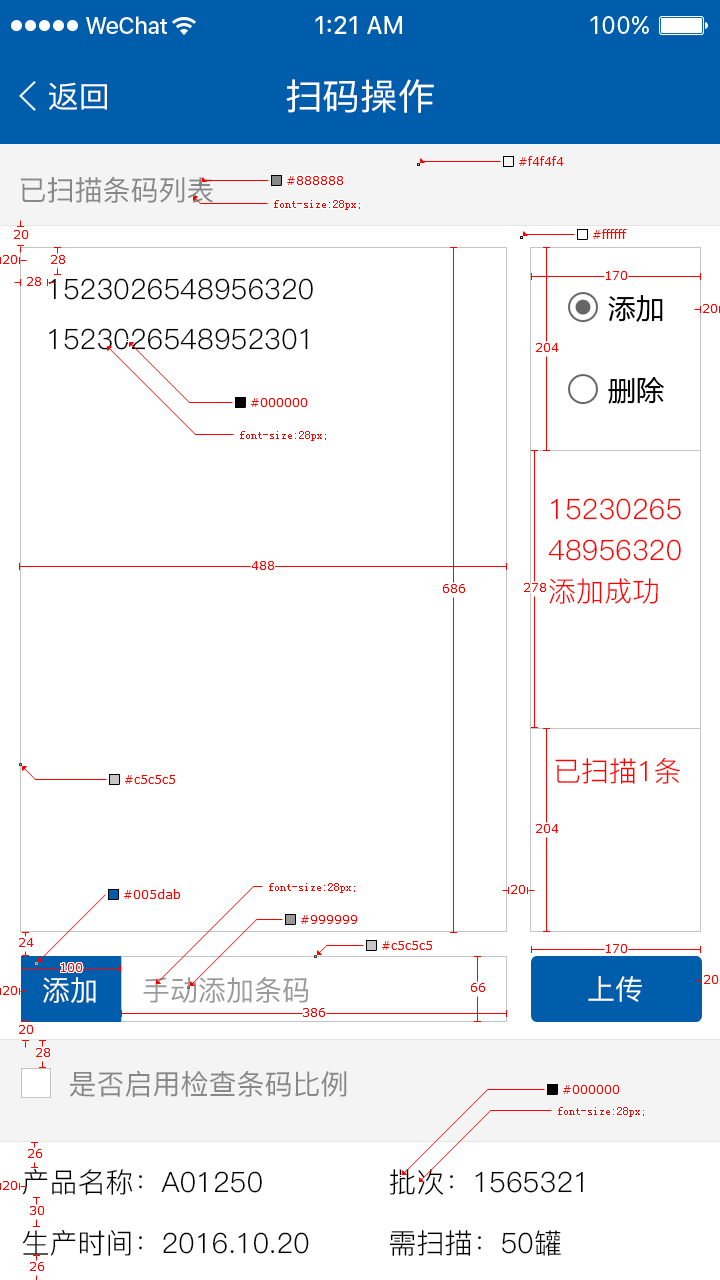 WeChat 1:21 AM 100%
返回 扫码操作
#f4f4f4
已扫描条码列表 #888888
font-size:28px;
20 #ffffff
20 28
28 1523026548956320
170
添加
20
1523026548952301
204
删除
#000000
font-size:28px;
15230265
48956320
添加成功
488
686
278
已扫描1条
#c5c5c5
204
#005dab font-size:28px;
20
#999999
24 #c5c5c5
170
100
添加 手动添加条码 66 上传
20
20
386
20
28
是否启用检查条码比例
#000000
font-size:28px;
26
20 产品名称：A01250 批次：1565321
30
生产时间：2016.10.20 需扫描：50罐
26